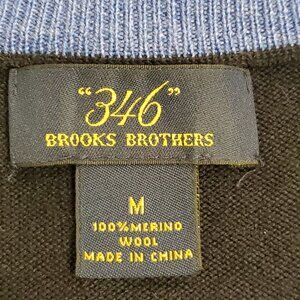 "346"
BROOKS BROTHERS
M
100% MERINO
WOOL
MADE IN CHINA